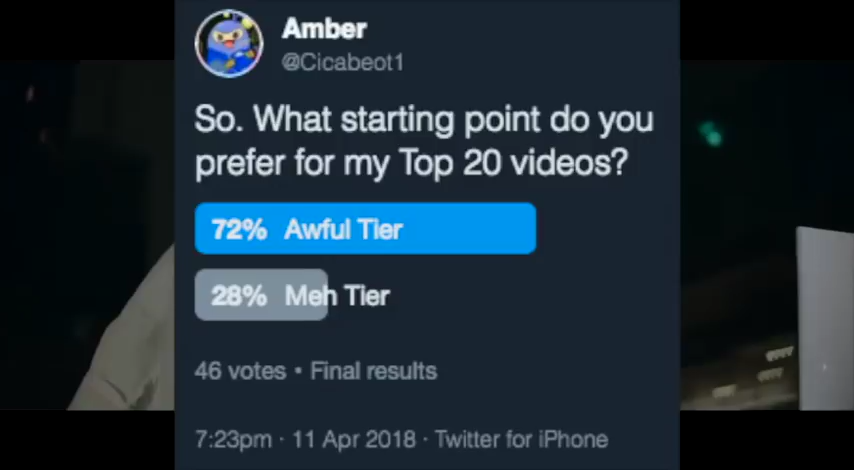 Amber
@Cicabeot1
So. What starting point do you
prefer for my Top 20 videos?
72% Awful Tier
28% Meh Tier
46 votes • Final results
7:23pm · 11 Apr 2018 · Twitter for iPhone